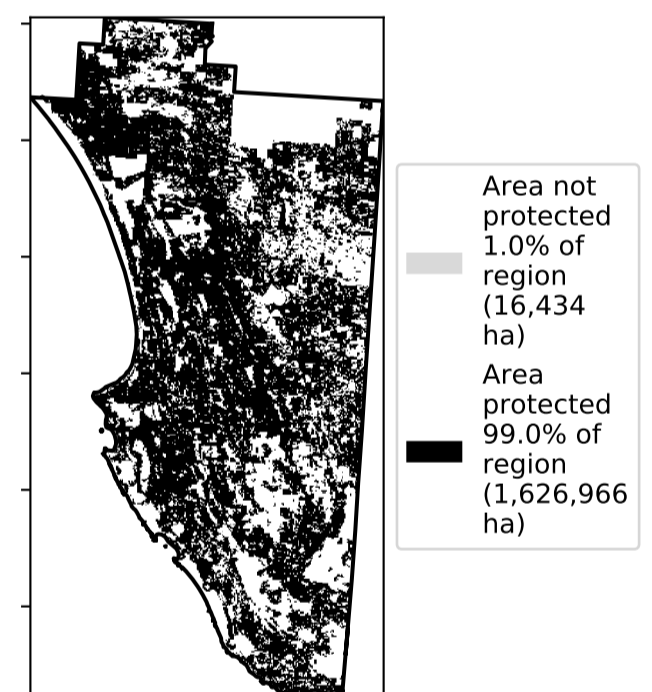 Area not
protected
1.0% of
region
(16,434
ha)
Area
protected
99.0% of
region
(1,626,966
ha)